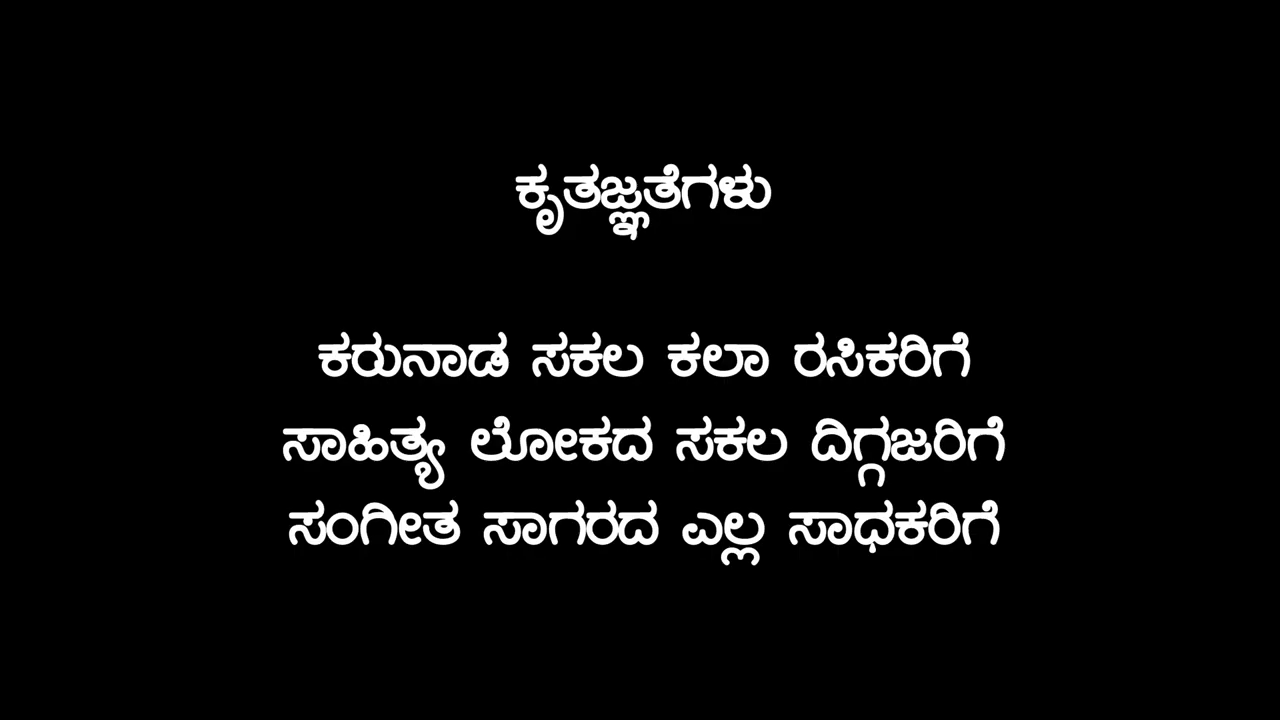 ಕೃತಜ್ಞತೆಗಳು
ಕರುನಾಡ ಸಕಲ ಕಲಾ ರಸಿಕರಿಗೆ
ಸಾಹಿತ್ಯ ಲೋಕದ ಸಕಲ ದಿಗ್ಗಜರಿಗೆ
ಸಂಗೀತ ಸಾಗರದ ಎಲ್ಲ ಸಾಧಕರಿಗೆ